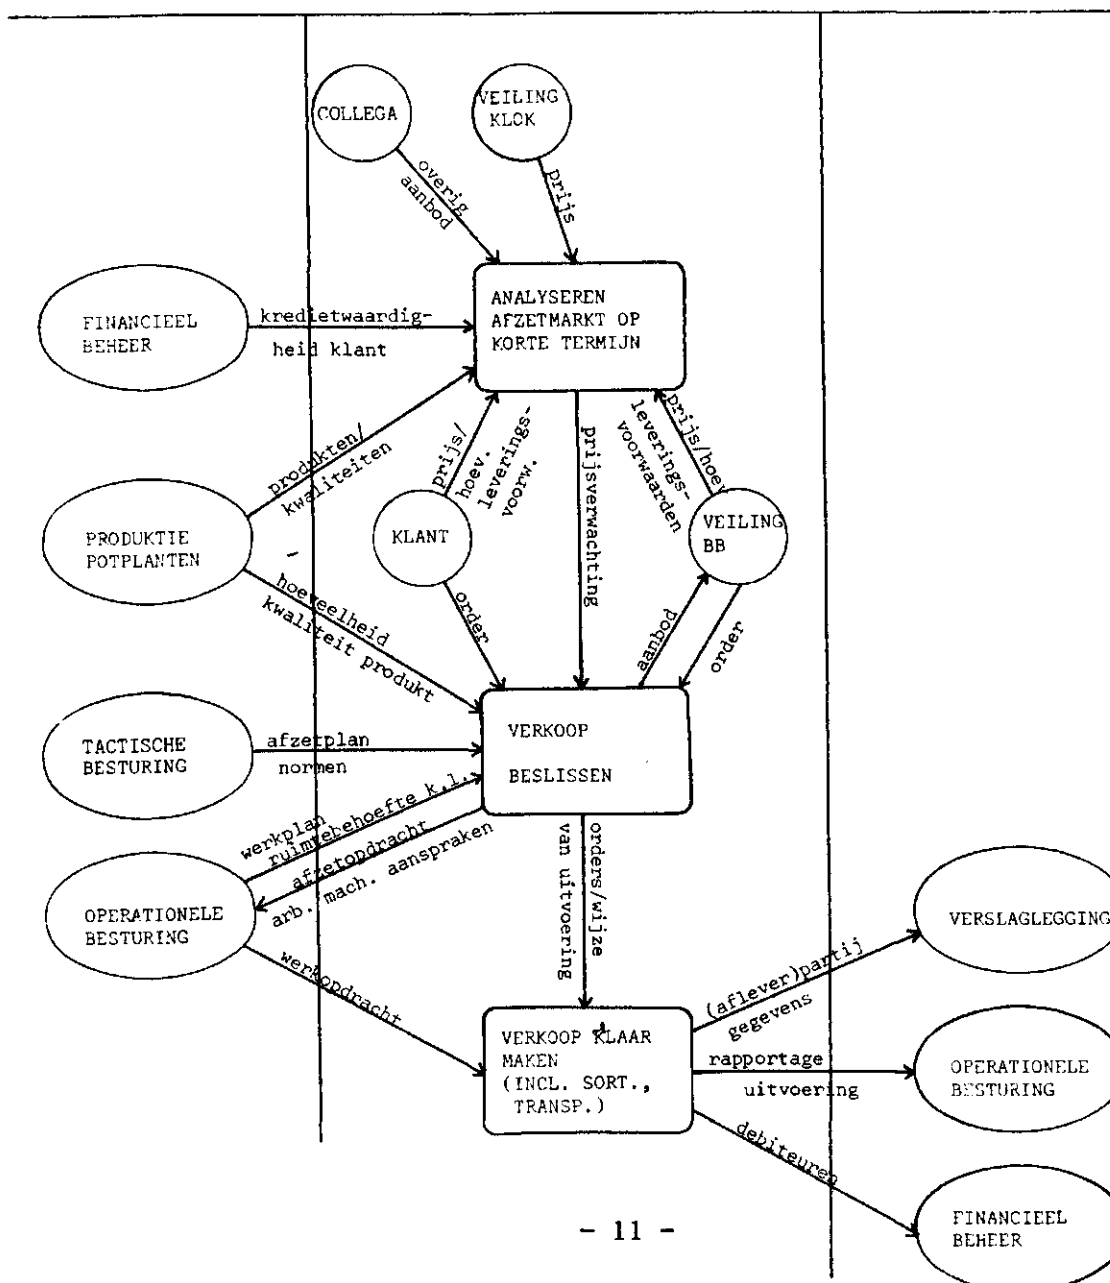 COLLEGA
VEILING
KLOK
overig
aanbod
prijs
ANALYSEREN
AFZETMARKT OP
KORTE TERMIJN
FINANCIEEL
BEHEER
kredietwaardig-
heid klant
produkten/
kwaliteiten
prijs/
hoev.
leverings-
voorw.
prijsverwachting
prijs/hoev
leverings-
voorwaarden
PRODUKTIE
POTPLANTEN
KLANT
VEILING
BB
hoeveelheid
kwaliteit produkt
order
aanbod
order
TACTISCHE
BESTURING
afzetplan
normen
VERKOOP
BESLISSEN
werkplan
ruimtebehoefte k.l.
afzetopdracht
arb. mach. aanspraken
OPERATIONELE
BESTURING
orders/wijze
van uitvoering
werkopdracht
VERKOOP KLAAR
MAKEN
(INCL. SORT.,
TRANSP.)
(aflever)partij
gegevens
VERSLAGLEGGING
rapportage
uitvoering
OPERATIONELE
BESTURING
debiteuren
FINANCIEEL
BEHEER
- 11 -